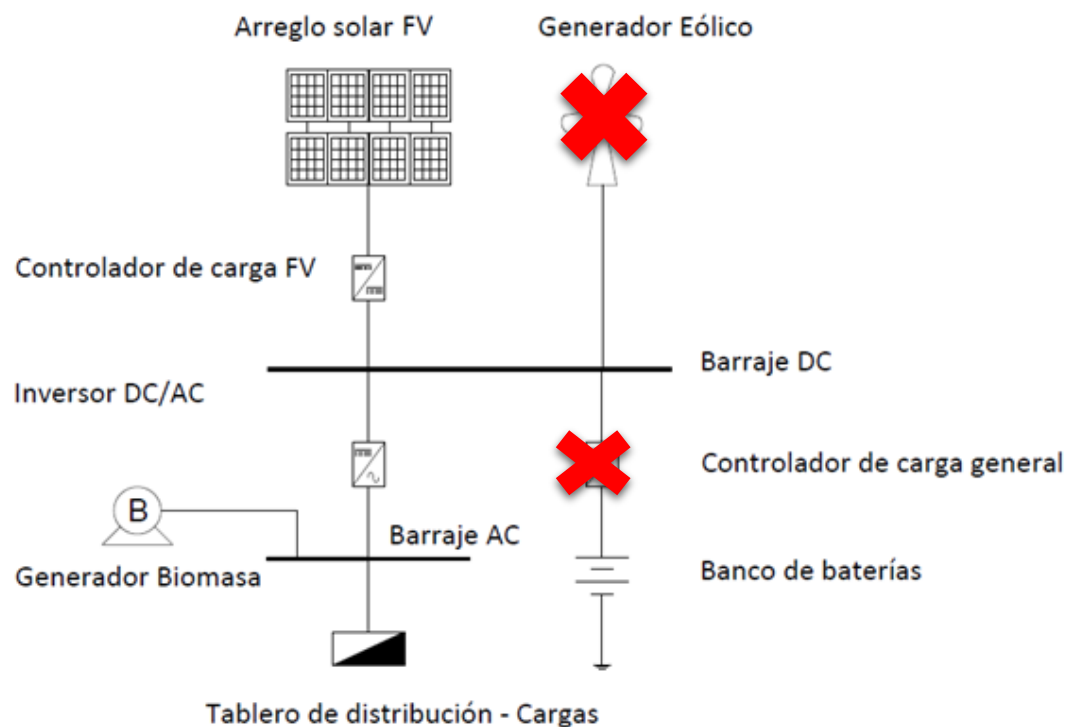 Arreglo solar FV
Generador Eólico
Controlador de carga FV
Barraje DC
Inversor DC/AC
Controlador de carga general
B
Barraje AC
Generador Biomasa
Banco de baterías
Tablero de distribución - Cargas